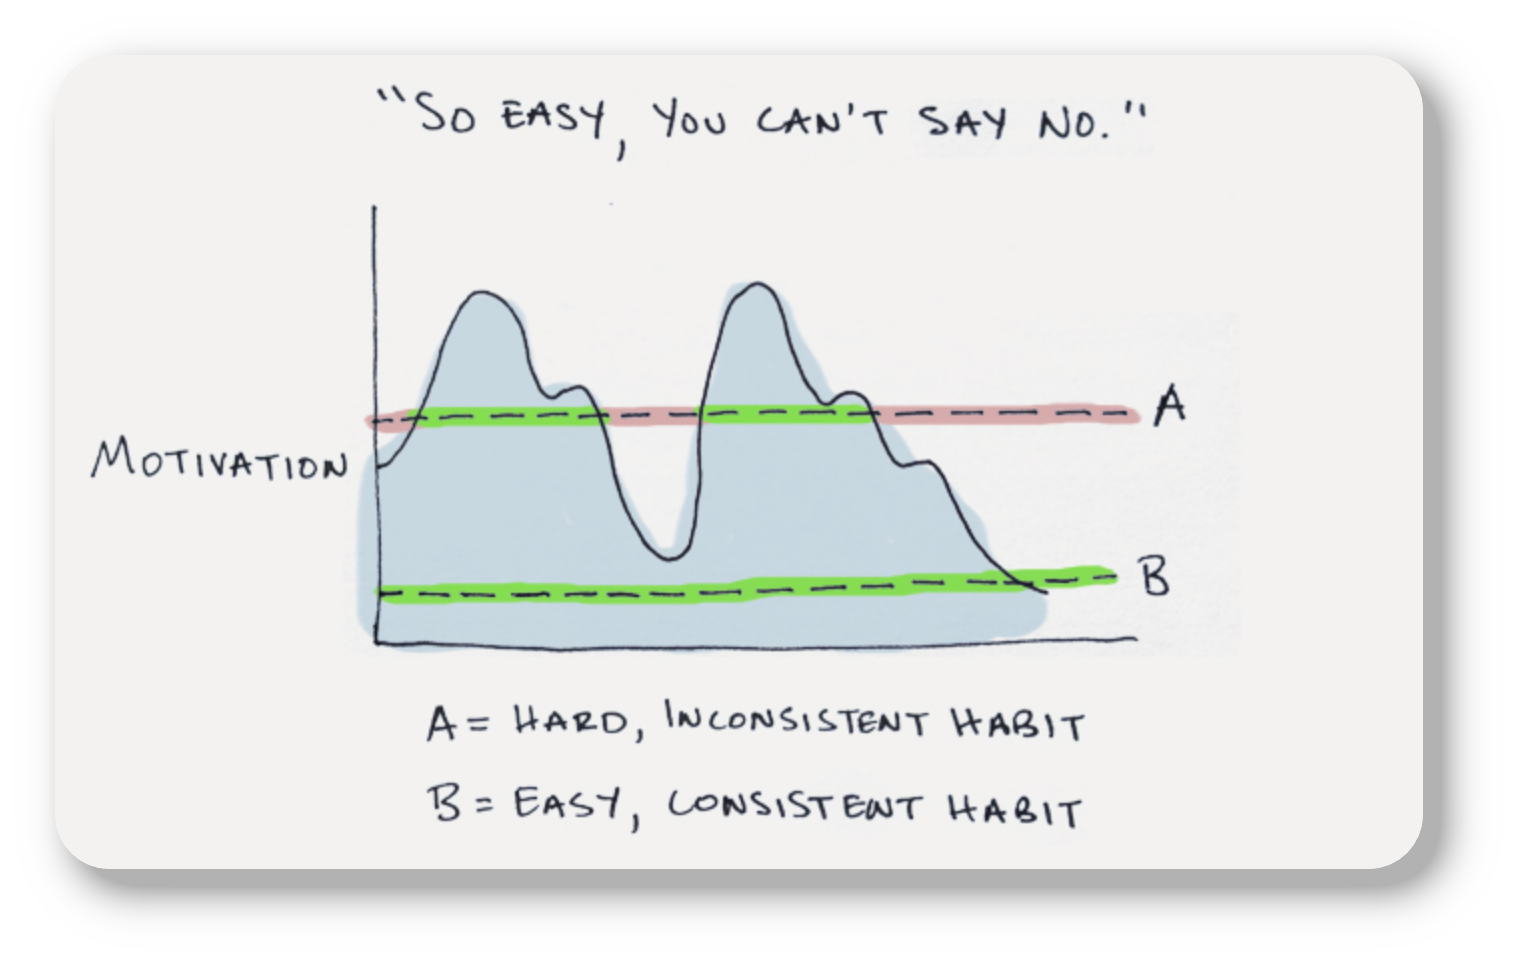 "SO EASY, YOU CAN'T SAY NO."
A
MOTIVATION
B
A = HARD, INCONSISTENT HABIT
B = EASY, CONSISTENT HABIT